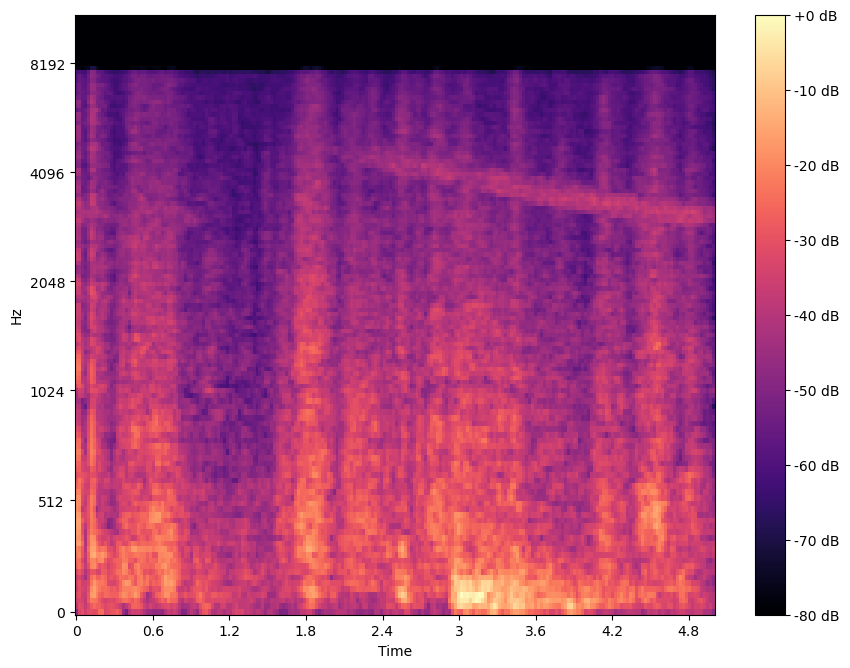 +0 dB
8192
-10 dB
4096
-20 dB
-30 dB
2048
Hz
-40 dB
1024
-50 dB
-60 dB
512
-70 dB
0
-80 dB
0 0.6 1.2 1.8 2.4 3 3.6 4.2 4.8
Time